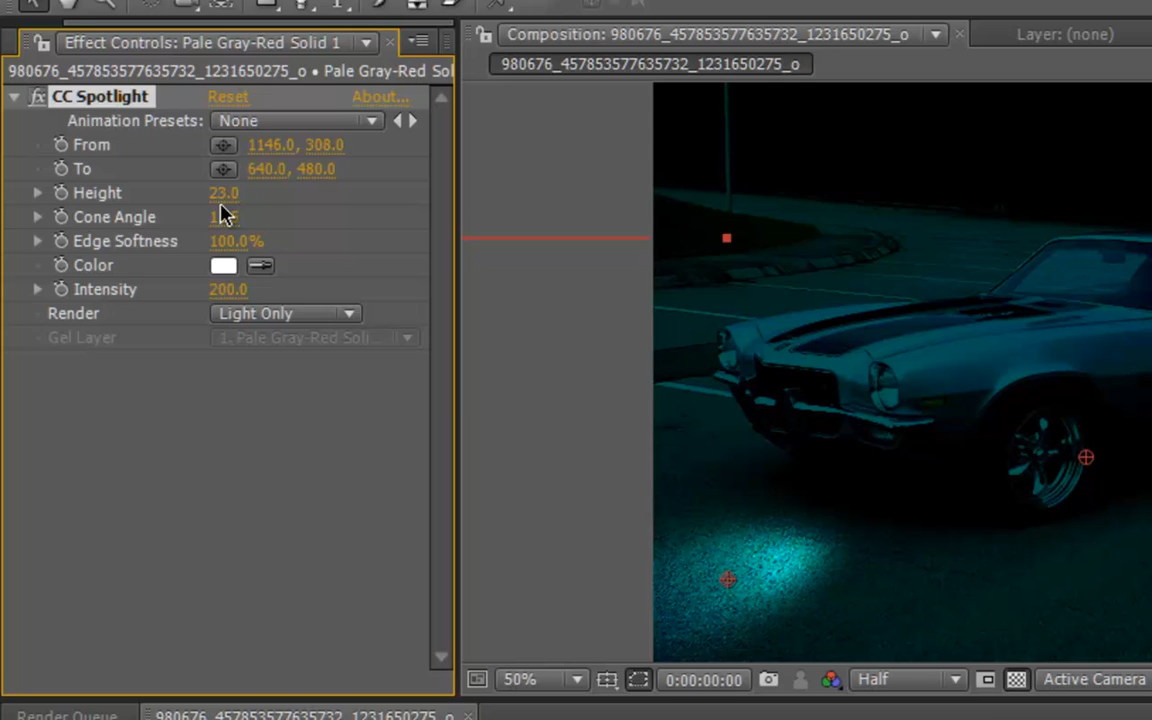 Effect Controls: Pale Gray-Red Solid 1
Composition: 980676_457853577635732_1231650275_o
Layer: (none)
980676_457853577635732_1231650275_o • Pale Gray-Red Sol
980676_457853577635732_1231650275_o
fx CC Spotlight Reset About...
Animation Presets: None
From 1146.0, 308.0
To 640.0, 480.0
Height 23.0
Cone Angle
Edge Softness 100.0%
Color
Intensity 200.0
Render Light Only
Gel Layer 1. Pale Gray-Red Soli...
50% 0:00:00:00 Half Active Camera
Render Queue 980676_457853577635732_1231650275_o